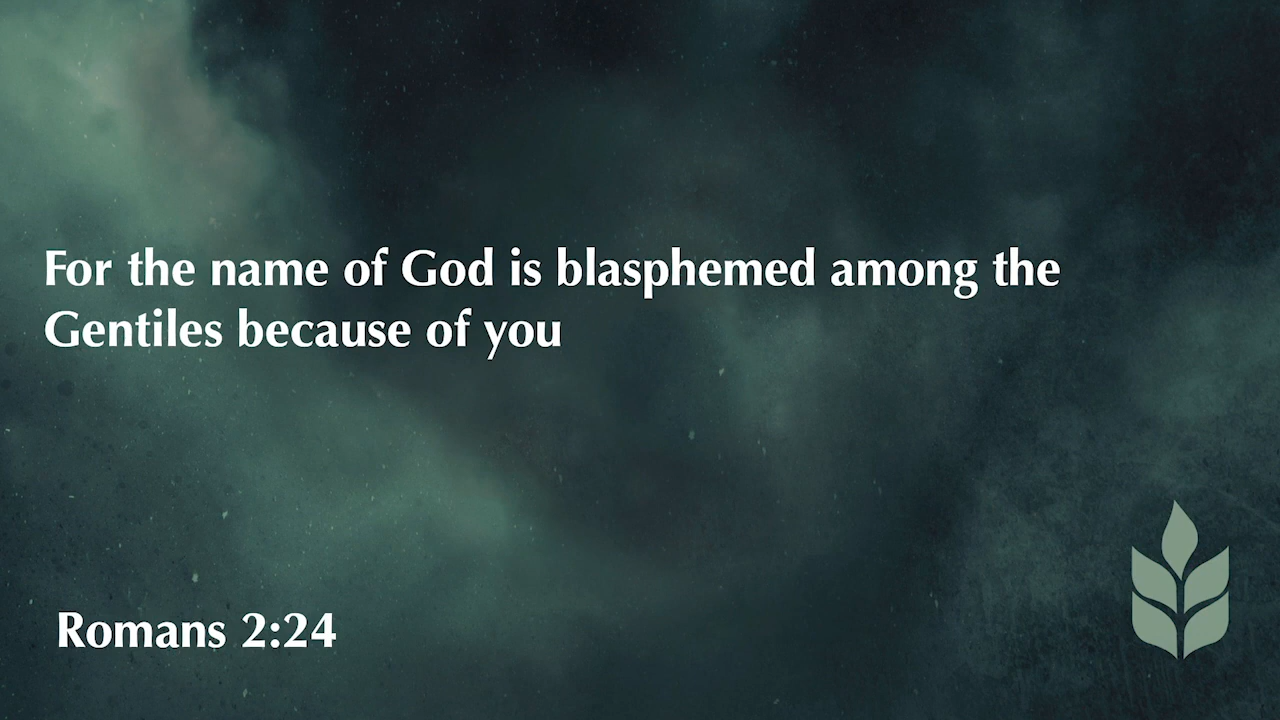 For the name of God is blasphemed among the
Gentiles because of you
Romans 2:24